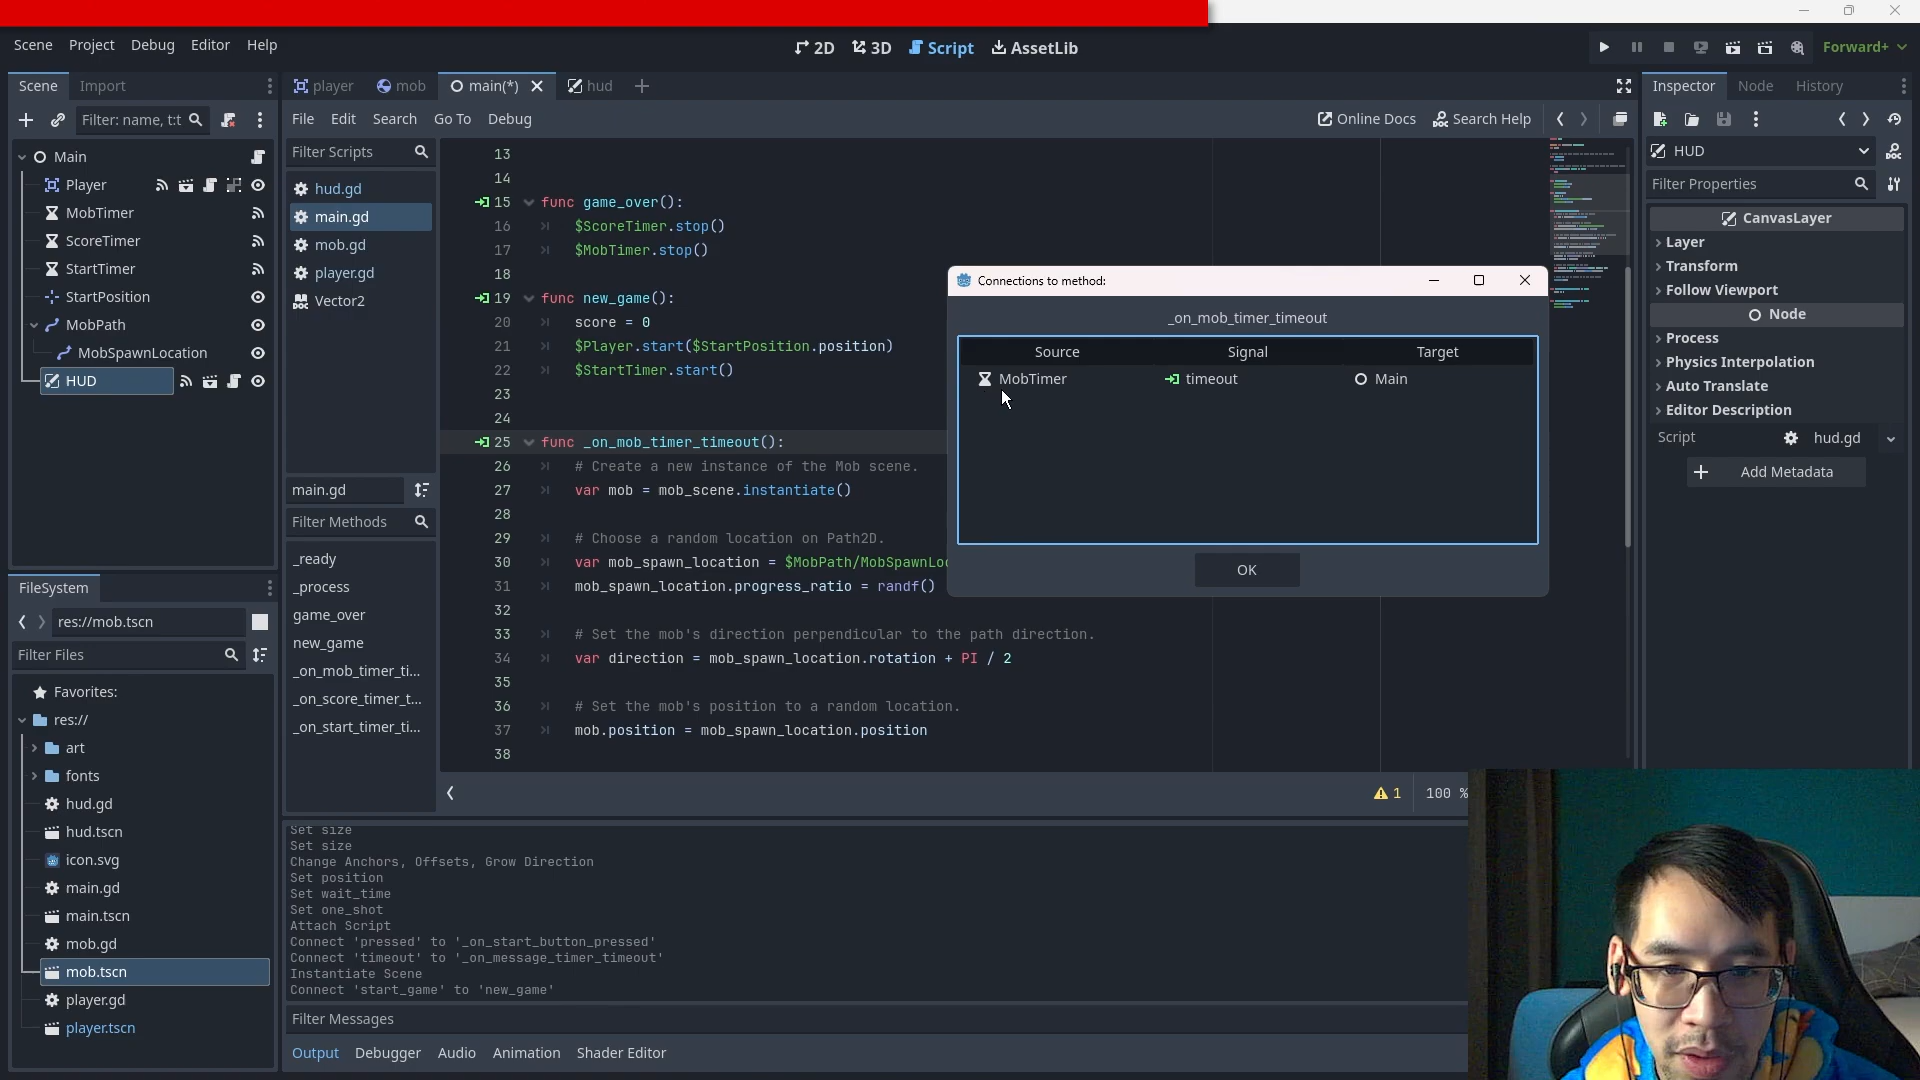 Scene Project Debug Editor Help
2D 3D Script AssetLib
Forward+
Scene Import
Filter: name, t:t
Main
Player
MobTimer
ScoreTimer
StartTimer
StartPosition
MobPath
MobSpawnLocation
HUD
FileSystem
res://mob.tscn
Filter Files
Favorites:
res://
art
fonts
hud.gd
hud.tscn
icon.svg
main.gd
main.tscn
mob.gd
mob.tscn
player.gd
player.tscn
player mob main(*) hud
File Edit Search Go To Debug
Online Docs Search Help
Filter Scripts
hud.gd
main.gd
mob.gd
player.gd
Vector2
main.gd
Filter Methods
_ready
_process
game_over
new_game
_on_mob_timer_ti...
_on_score_timer_t...
_on_start_timer_ti...
13
14
15 func game_over():
16 $ScoreTimer.stop()
17 $MobTimer.stop()
18
19 func new_game():
20 score = 0
21 $Player.start($StartPosition.position)
22 $StartTimer.start()
23
24
25 func _on_mob_timer_timeout():
26 # Create a new instance of the Mob scene.
27 var mob = mob_scene.instantiate()
28
29 # Choose a random location on Path2D.
30 var mob_spawn_location = $MobPath/MobSpawnLoc
31 mob_spawn_location.progress_ratio = randf()
32
33 # Set the mob's direction perpendicular to the path direction.
34 var direction = mob_spawn_location.rotation + PI / 2
35
36 # Set the mob's position to a random location.
37 mob.position = mob_spawn_location.position
38
1 100 %
Connections to method:
_on_mob_timer_timeout
Source Signal Target
MobTimer timeout Main
OK
Set size
Set size
Change Anchors, Offsets, Grow Direction
Set position
Set wait_time
Set one_shot
Attach Script
Connect 'pressed' to '_on_start_button_pressed'
Connect 'timeout' to '_on_message_timer_timeout'
Instantiate Scene
Connect 'start_game' to 'new_game'
Filter Messages
Output Debugger Audio Animation Shader Editor
Inspector Node History
HUD
Filter Properties
CanvasLayer
Layer
Transform
Follow Viewport
Node
Process
Physics Interpolation
Auto Translate
Editor Description
Script hud.gd
Add Metadata